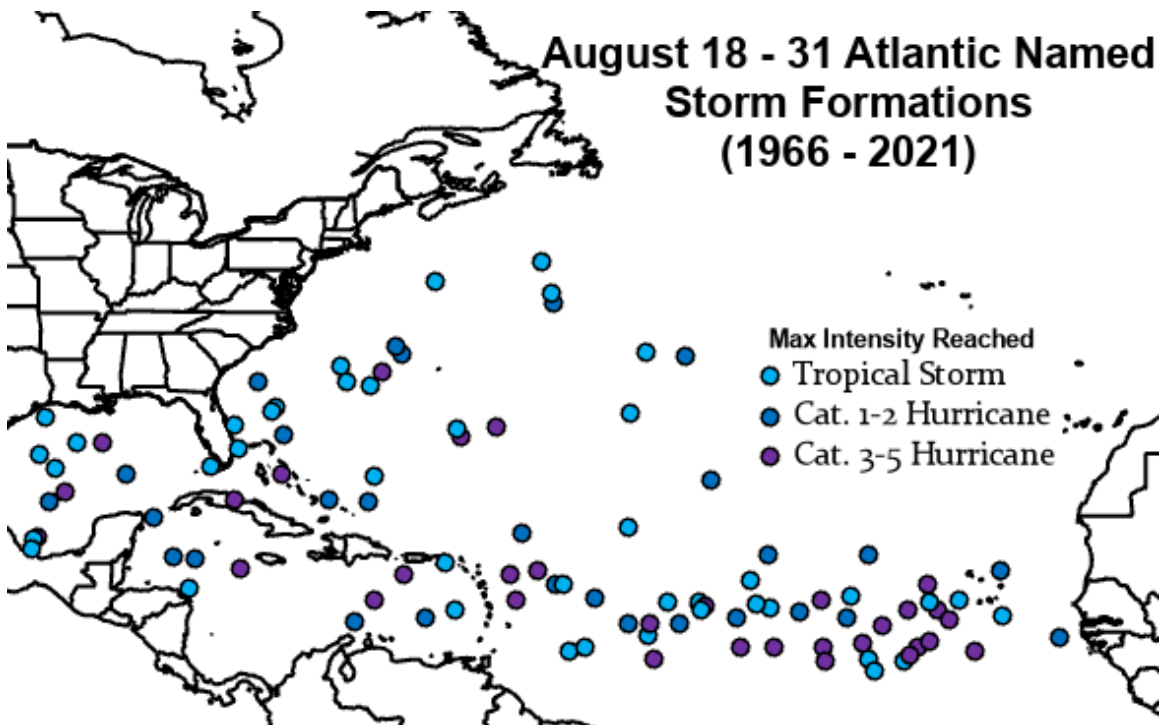 August 18 - 31 Atlantic Named
Storm Formations
(1966 - 2021)
Max Intensity Reached
Tropical Storm
Cat. 1-2 Hurricane
Cat. 3-5 Hurricane